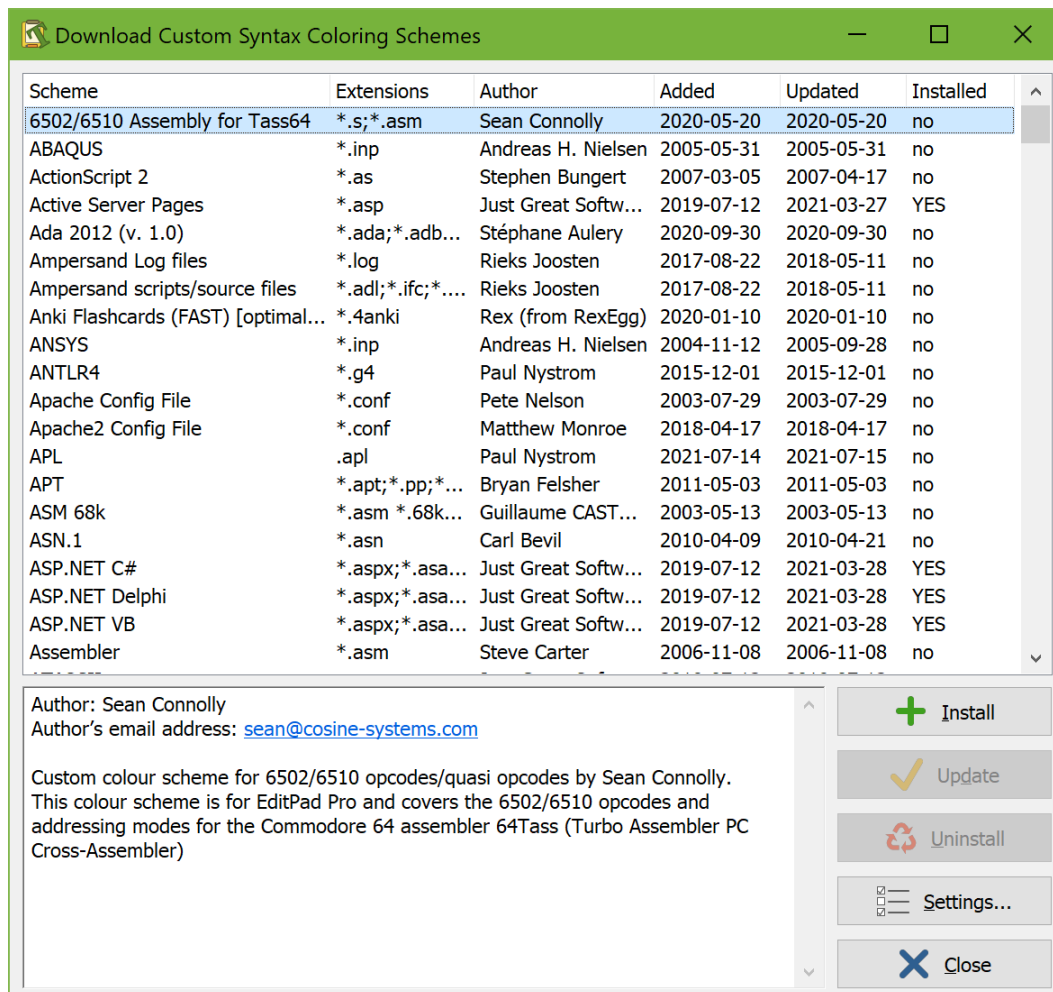 Download Custom Syntax Coloring Schemes
Scheme Extensions Author Added Updated Installed
6502/6510 Assembly for Tass64 *.s;*.asm Sean Connolly 2020-05-20 2020-05-20 no
ABAQUS *.inp Andreas H. Nielsen 2005-05-31 2005-05-31 no
ActionScript 2 *.as Stephen Bungert 2007-03-05 2007-04-17 no
Active Server Pages *.asp Just Great Softw... 2019-07-12 2021-03-27 YES
Ada 2012 (v. 1.0) *.ada;*.adb... Stéphane Aulery 2020-09-30 2020-09-30 no
Ampersand Log files *.log Rieks Joosten 2017-08-22 2018-05-11 no
Ampersand scripts/source files *.adl;*.ifc;*.... Rieks Joosten 2017-08-22 2018-05-11 no
Anki Flashcards (FAST) [optimal... *.4anki Rex (from RexEgg) 2020-01-10 2020-01-10 no
ANSYS *.inp Andreas H. Nielsen 2004-11-12 2005-09-28 no
ANTLR4 *.g4 Paul Nystrom 2015-12-01 2015-12-01 no
Apache Config File *.conf Pete Nelson 2003-07-29 2003-07-29 no
Apache2 Config File *.conf Matthew Monroe 2018-04-17 2018-04-17 no
APL .apl Paul Nystrom 2021-07-14 2021-07-15 no
APT *.apt;*.pp;*... Bryan Felsher 2011-05-03 2011-05-03 no
ASM 68k *.asm *.68k... Guillaume CAST... 2003-05-13 2003-05-13 no
ASN.1 *.asn Carl Bevil 2010-04-09 2010-04-21 no
ASP.NET C# *.aspx;*.asa... Just Great Softw... 2019-07-12 2021-03-28 YES
ASP.NET Delphi *.aspx;*.asa... Just Great Softw... 2019-07-12 2021-03-28 YES
ASP.NET VB *.aspx;*.asa... Just Great Softw... 2019-07-12 2021-03-28 YES
Assembler *.asm Steve Carter 2006-11-08 2006-11-08 no
Author: Sean Connolly
Author's email address: sean@cosine-systems.com
Custom colour scheme for 6502/6510 opcodes/quasi opcodes by Sean Connolly.
This colour scheme is for EditPad Pro and covers the 6502/6510 opcodes and
addressing modes for the Commodore 64 assembler 64Tass (Turbo Assembler PC
Cross-Assembler)
Install
Update
Uninstall
Settings...
Close